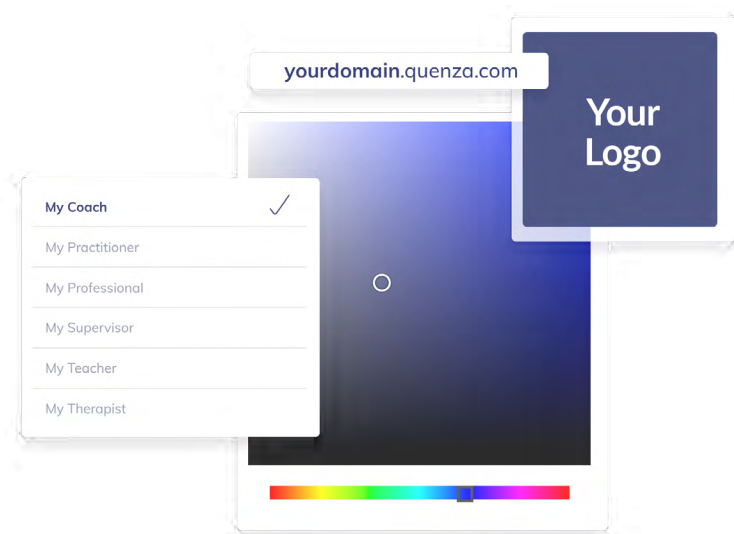 yourdomain.quenza.com
Your
Logo
My Coach
My Practitioner
My Professional
My Supervisor
My Teacher
My Therapist